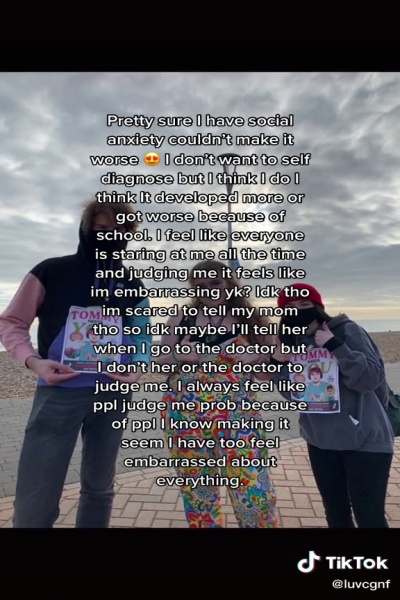 Pretty sure I have social
anxiety couldn't make it
worse 😍 I don't want to self
diagnose but I think I do I
think It developed more or
got worse because of
school. I feel like everyone
is staring at me all the time
and judging me it feels like
im embarrassing yk? Idk tho
im scared to tell my mom
tho so idk maybe I'll tell her
when I go to the doctor but
I don't her or the doctor to
judge me. I always feel like
ppl judge me prob because
of ppl I know making it
seem I have too feel
embarrassed about
everything.
TOMMY
TOMMY
TikTok
@luvcgnf